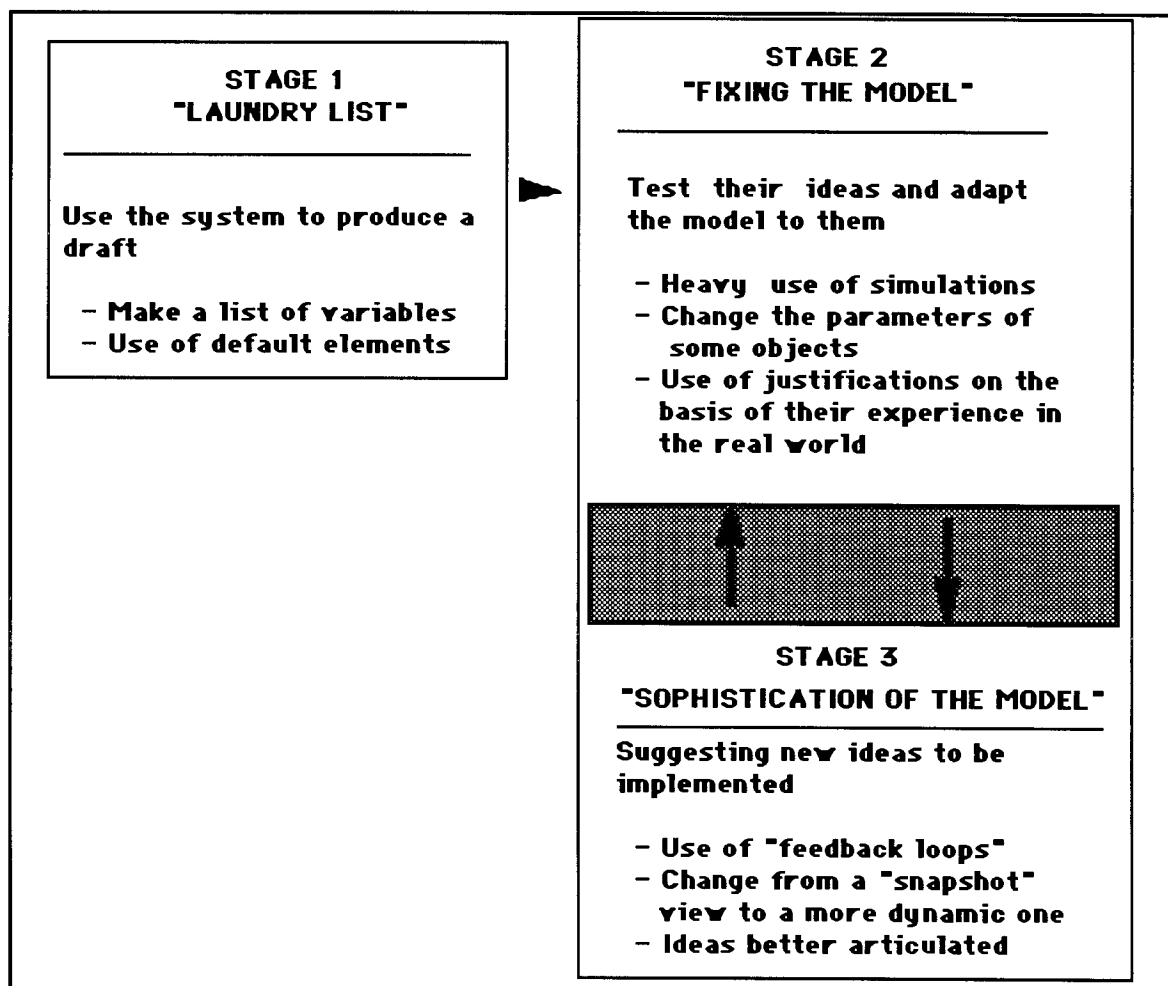 STAGE 1
"LAUNDRY LIST"
Use the system to produce a
draft
- Make a list of variables
- Use of default elements
STAGE 2
"FIXING THE MODEL"
Test their ideas and adapt
the model to them
- Heavy use of simulations
- Change the parameters of
some objects
- Use of justifications on the
basis of their experience in
the real world
STAGE 3
"SOPHISTICATION OF THE MODEL"
Suggesting new ideas to be
implemented
- Use of "feedback loops"
- Change from a "snapshot"
view to a more dynamic one
- Ideas better articulated